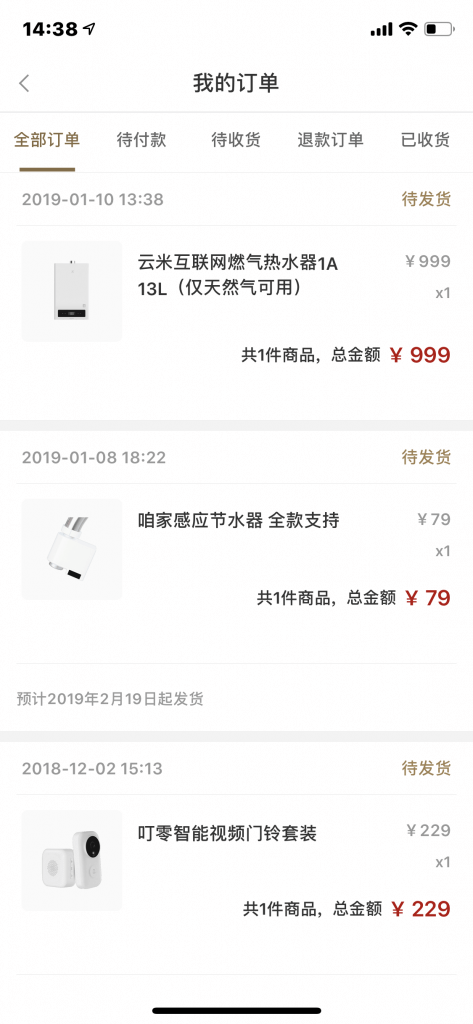 14:38
我的订单
全部订单 待付款 待收货 退款订单 已收货
2019-01-10 13:38 待发货
云米互联网燃气热水器1A ￥999
13L（仅天然气可用） x1
共1件商品，总金额 ￥ 999
2019-01-08 18:22 待发货
咱家感应节水器 全款支持 ￥79
x1
共1件商品，总金额 ￥ 79
预计2019年2月19日起发货
2018-12-02 15:13 待发货
叮零智能视频门铃套装 ￥229
x1
共1件商品，总金额 ￥ 229